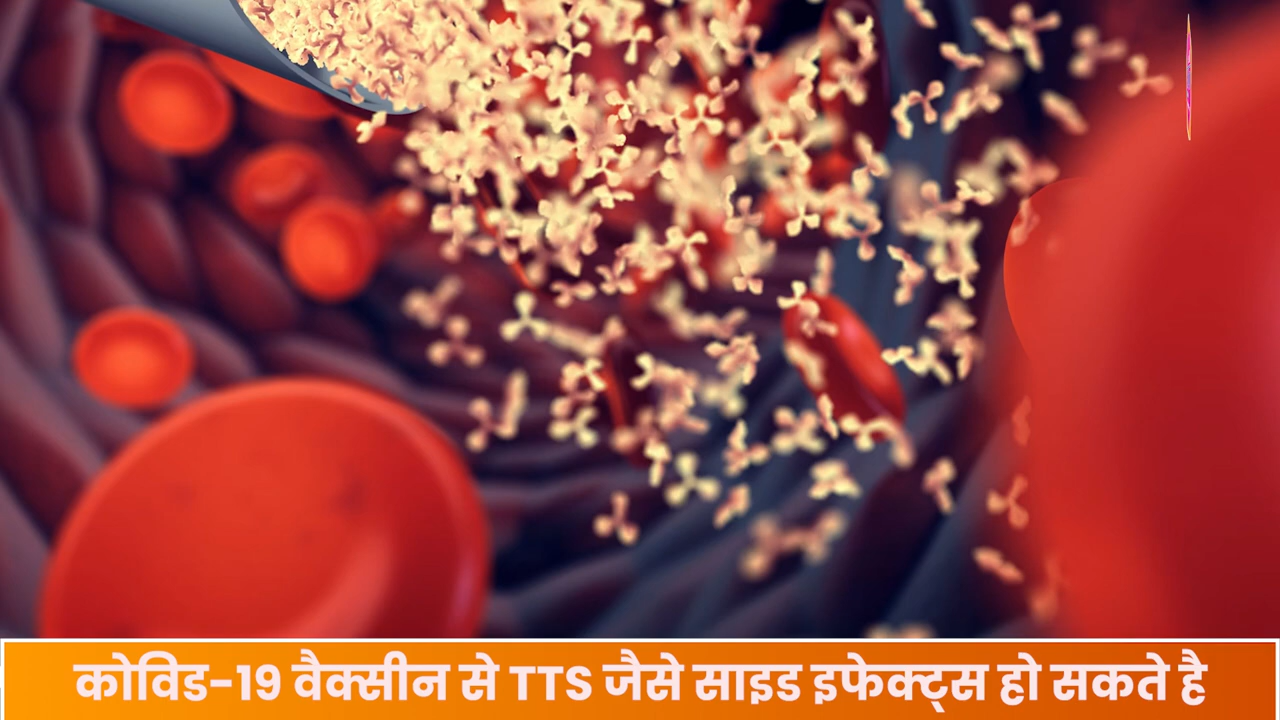 कोविड-19 वैक्सीन से TTS जैसे साइड इफेक्ट्स हो सकते है